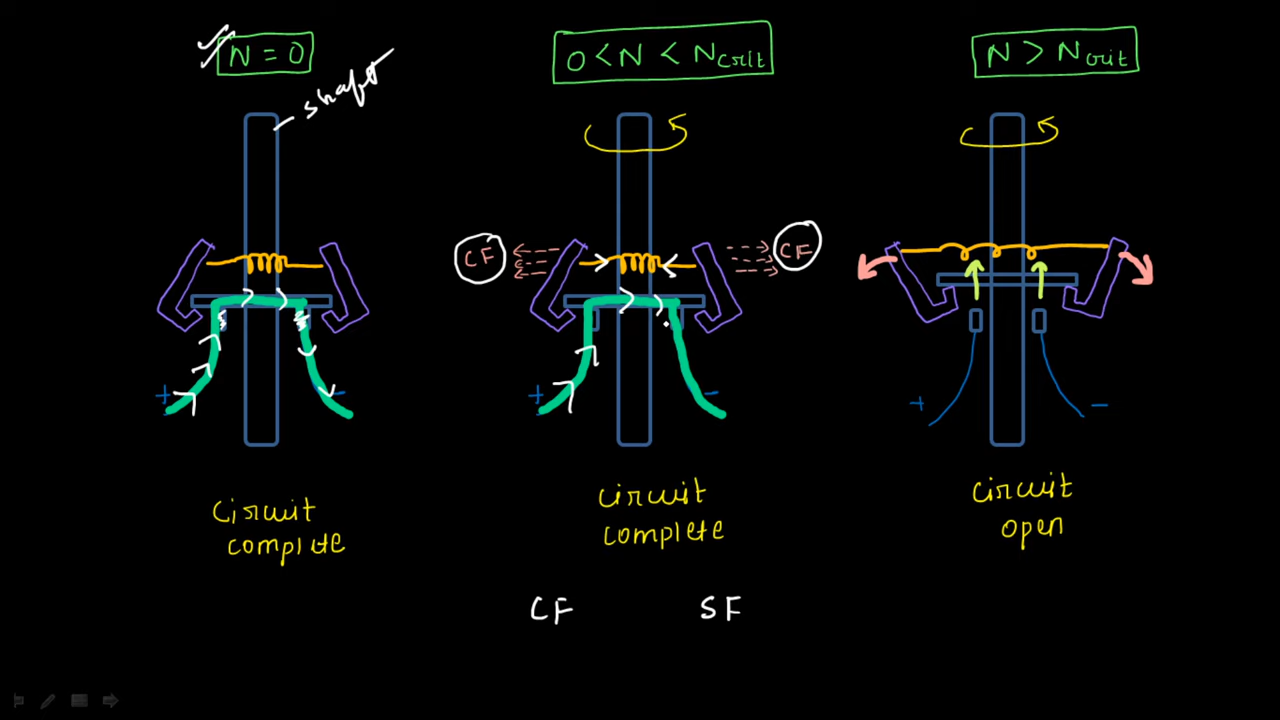 N = 0
0 < N < Ncrit
N > Ncrit
shaft
CF
CF
+
-
+
-
+
-
circuit
complete
circuit
complete
circuit
open
CF
SF